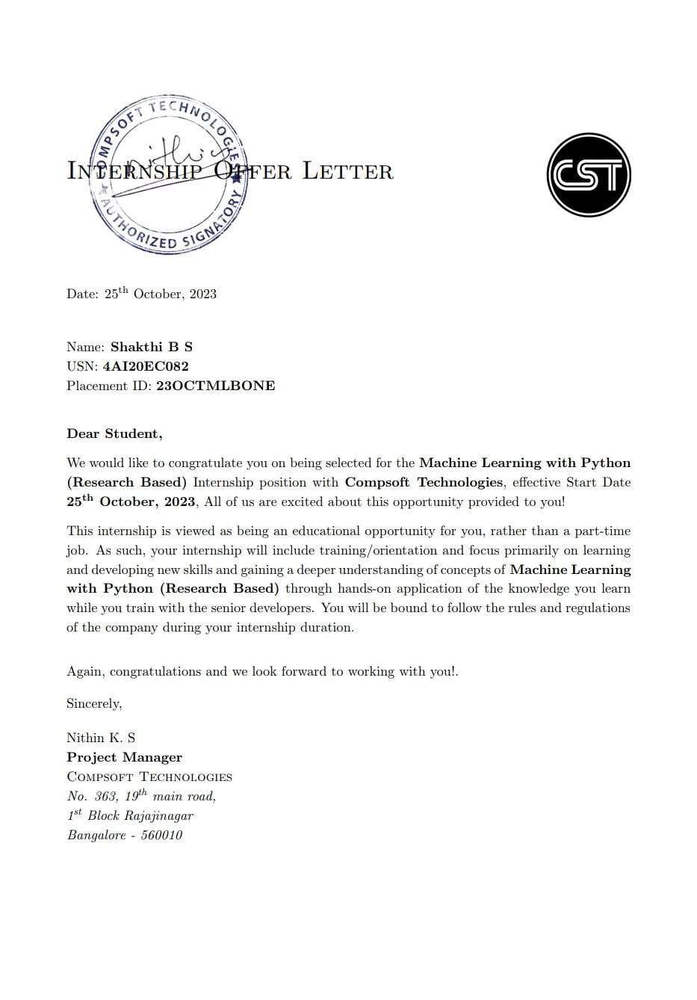 COMPSOFT TECHNOLOGIES
nithis
★ AUTHORIZED SIGNATORY ★
INTERNSHIP OFFER LETTER
CST
Date: 25th October, 2023
Name: Shakthi B S
USN: 4AI20EC082
Placement ID: 23OCTMLBONE
Dear Student,
We would like to congratulate you on being selected for the Machine Learning with Python
(Research Based) Internship position with Compsoft Technologies, effective Start Date
25th October, 2023, All of us are excited about this opportunity provided to you!
This internship is viewed as being an educational opportunity for you, rather than a part-time
job. As such, your internship will include training/orientation and focus primarily on learning
and developing new skills and gaining a deeper understanding of concepts of Machine Learning
with Python (Research Based) through hands-on application of the knowledge you learn
while you train with the senior developers. You will be bound to follow the rules and regulations
of the company during your internship duration.
Again, congratulations and we look forward to working with you!.
Sincerely,
Nithin K. S
Project Manager
COMPSOFT TECHNOLOGIES
No. 363, 19th main road,
1st Block Rajajinagar
Bangalore - 560010